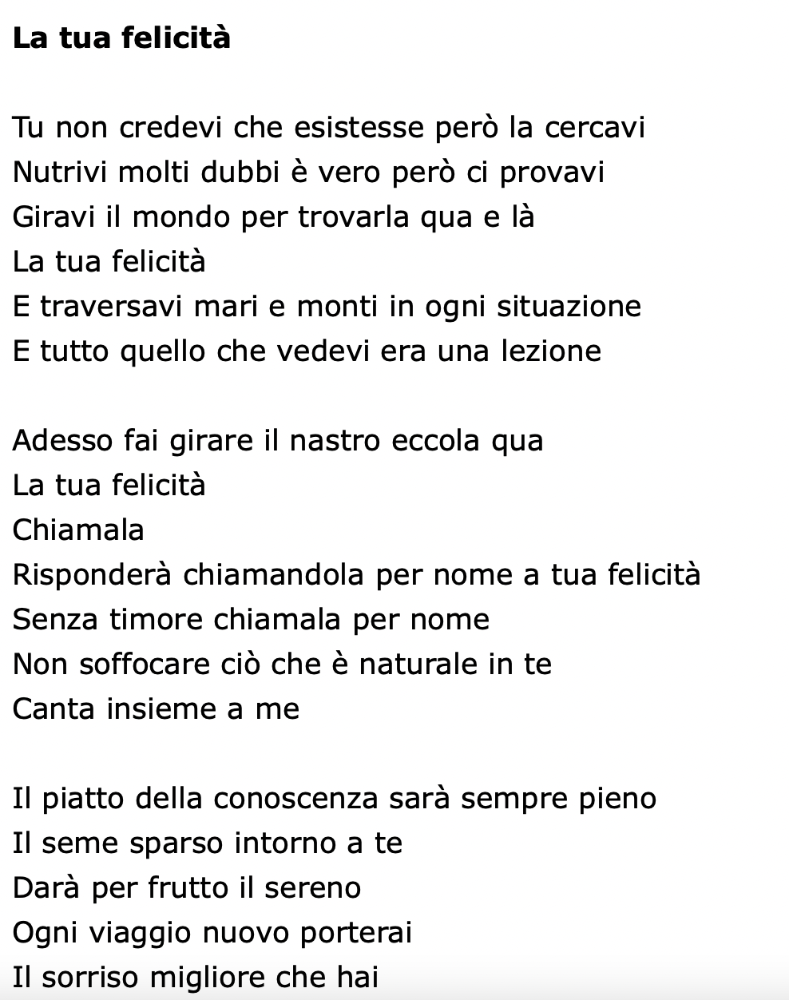 La tua felicità
Tu non credevi che esistesse però la cercavi
Nutrivi molti dubbi è vero però ci provavi
Giravi il mondo per trovarla qua e là
La tua felicità
E traversavi mari e monti in ogni situazione
E tutto quello che vedevi era una lezione
Adesso fai girare il nastro eccola qua
La tua felicità
Chiamala
Risponderà chiamandola per nome a tua felicità
Senza timore chiamala per nome
Non soffocare ciò che è naturale in te
Canta insieme a me
Il piatto della conoscenza sarà sempre pieno
Il seme sparso intorno a te
Darà per frutto il sereno
Ogni viaggio nuovo porterai
Il sorriso migliore che hai